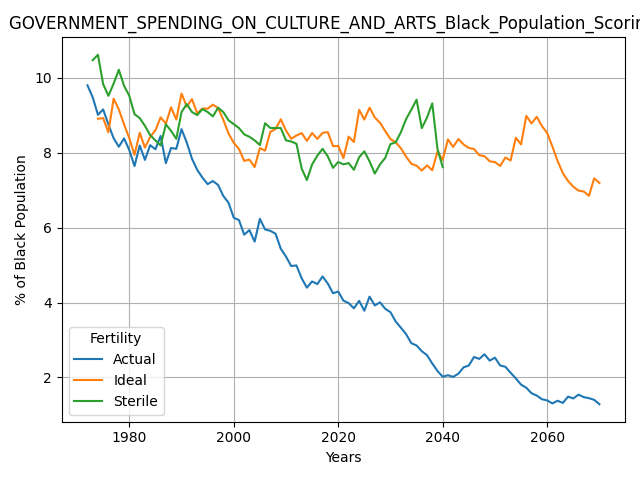 GOVERNMENT_SPENDING_ON_CULTURE_AND_ARTS_Black_Population_Scorin
% of Black Population
10
8
6
4
2
Fertility
Actual
Ideal
Sterile
1980 2000 2020 2040 2060
Years